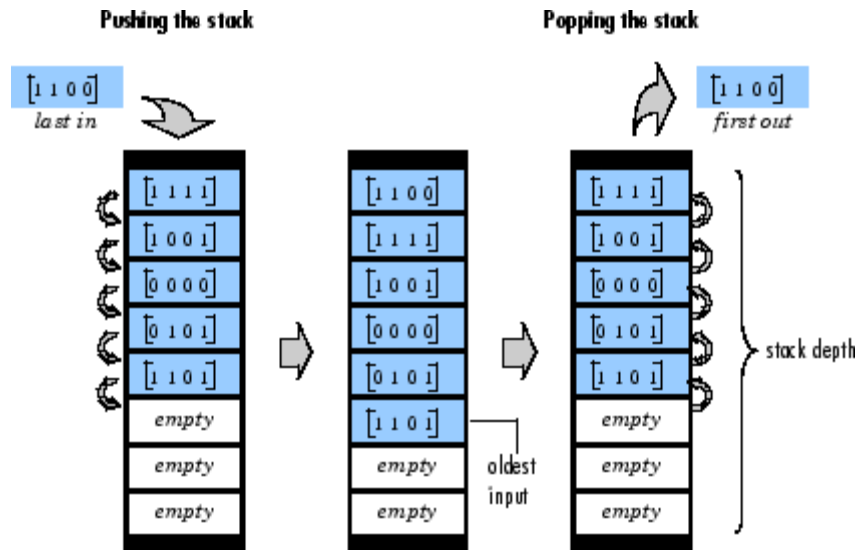 Pushing the stack
Popping the stack
[1 1 0 0]
last in
[1 1 0 0]
first out
[1 1 1 1]
[1 0 0 1]
[0 0 0 0]
[0 1 0 1]
[1 1 0 1]
empty
empty
empty
[1 1 0 0]
[1 1 1 1]
[1 0 0 1]
[0 0 0 0]
[0 1 0 1]
[1 1 0 1]
empty
empty
oldest
input
[1 1 1 1]
[1 0 0 1]
[0 0 0 0]
[0 1 0 1]
[1 1 0 1]
empty
empty
empty
stack depth